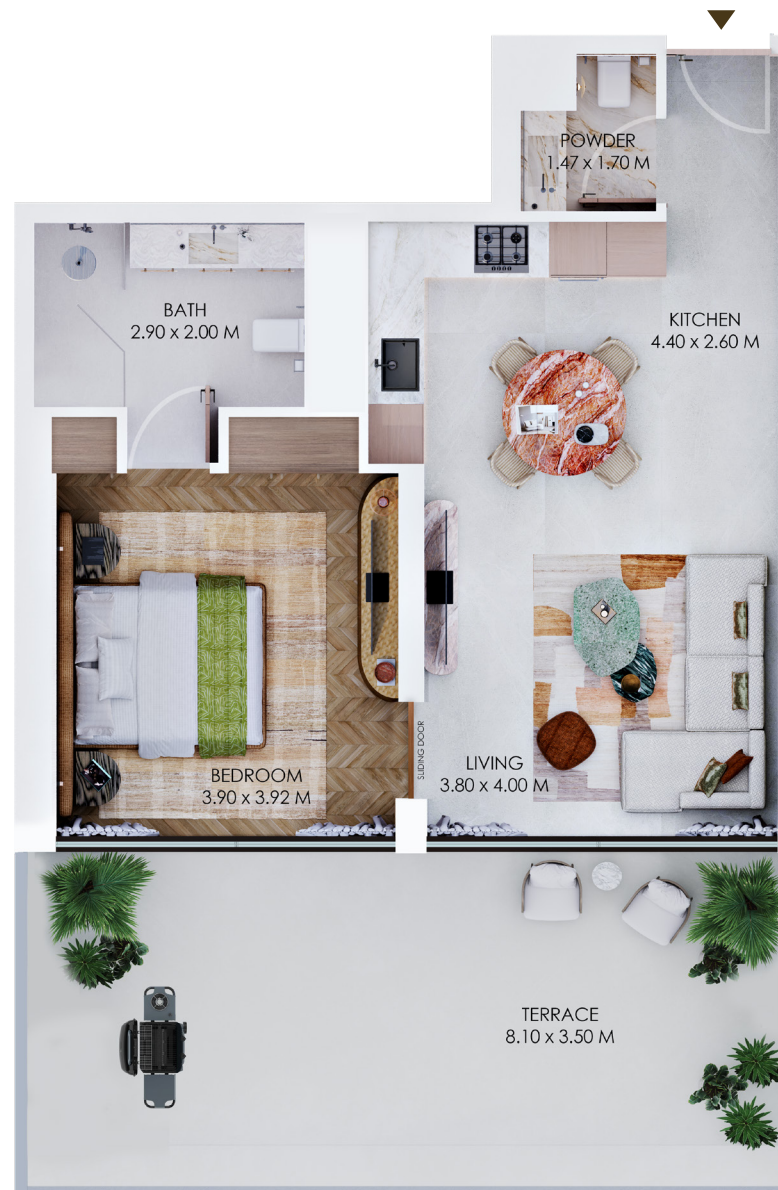 POWDER
1.47 x 1.70 M
BATH
2.90 x 2.00 M
KITCHEN
4.40 x 2.60 M
SLIDING DOOR
LIVING
3.80 x 4.00 M
BEDROOM
3.90 x 3.92 M
TERRACE
8.10 x 3.50 M